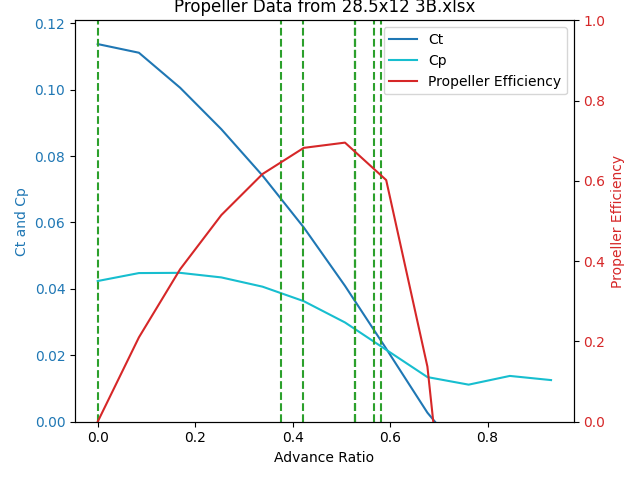 Propeller Data from 28.5x12 3B.xlsx
Ct
Cp
Propeller Efficiency
0.12
0.10
0.08
0.06
0.04
0.02
0.00
Ct and Cp
1.0
0.8
0.6
0.4
0.2
0.0
Propeller Efficiency
0.0 0.2 0.4 0.6 0.8
Advance Ratio